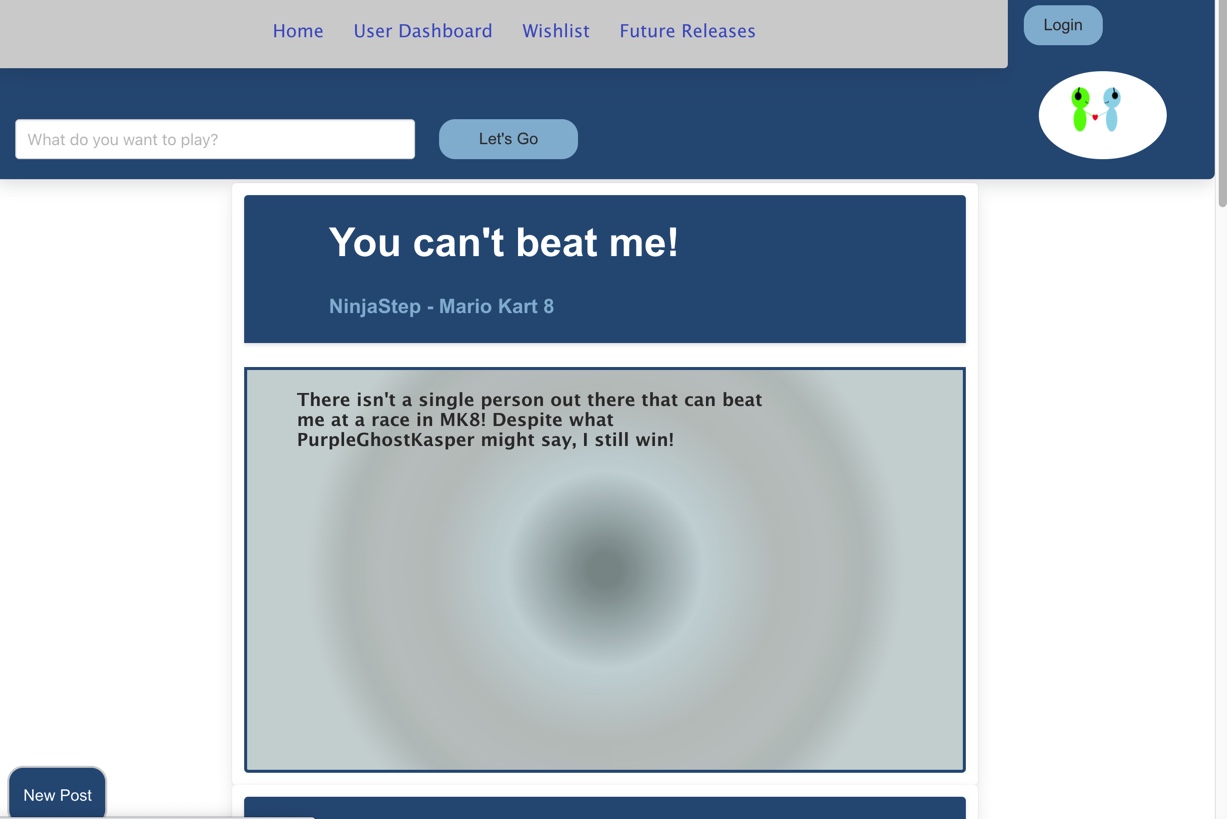 Home
User Dashboard
Wishlist
Future Releases
Login
What do you want to play?
Let's Go
You can't beat me!
NinjaStep - Mario Kart 8
There isn't a single person out there that can beat
me at a race in MK8! Despite what
PurpleGhostKasper might say, I still win!
New Post